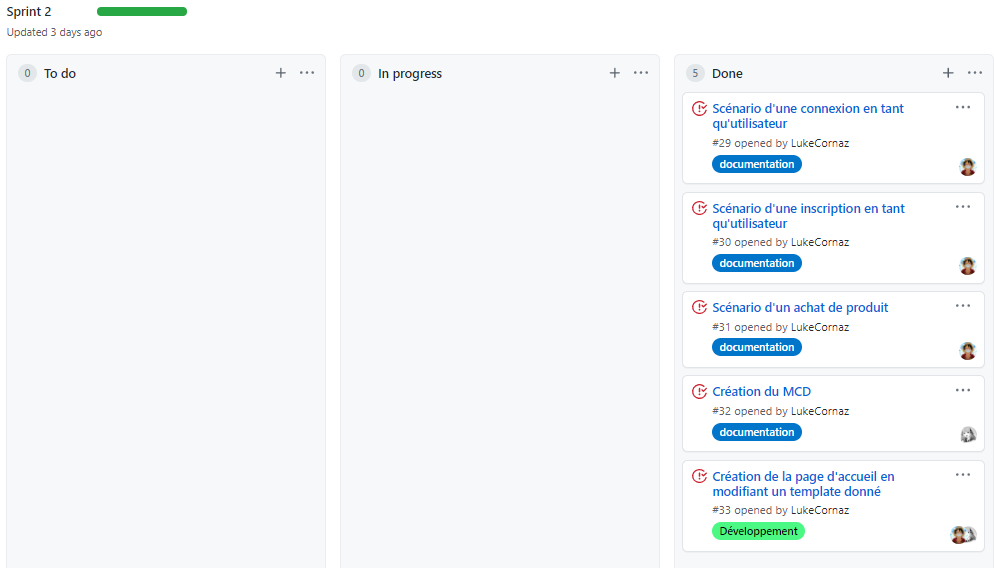 Sprint 2
Updated 3 days ago
0 To do
0 In progress
5 Done
Scénario d'une connexion en tant
qu'utilisateur
#29 opened by LukeCornaz
documentation
Scénario d'une inscription en tant
qu'utilisateur
#30 opened by LukeCornaz
documentation
Scénario d'un achat de produit
#31 opened by LukeCornaz
documentation
Création du MCD
#32 opened by LukeCornaz
documentation
Création de la page d'accueil en
modifiant un template donné
#33 opened by LukeCornaz
Développement